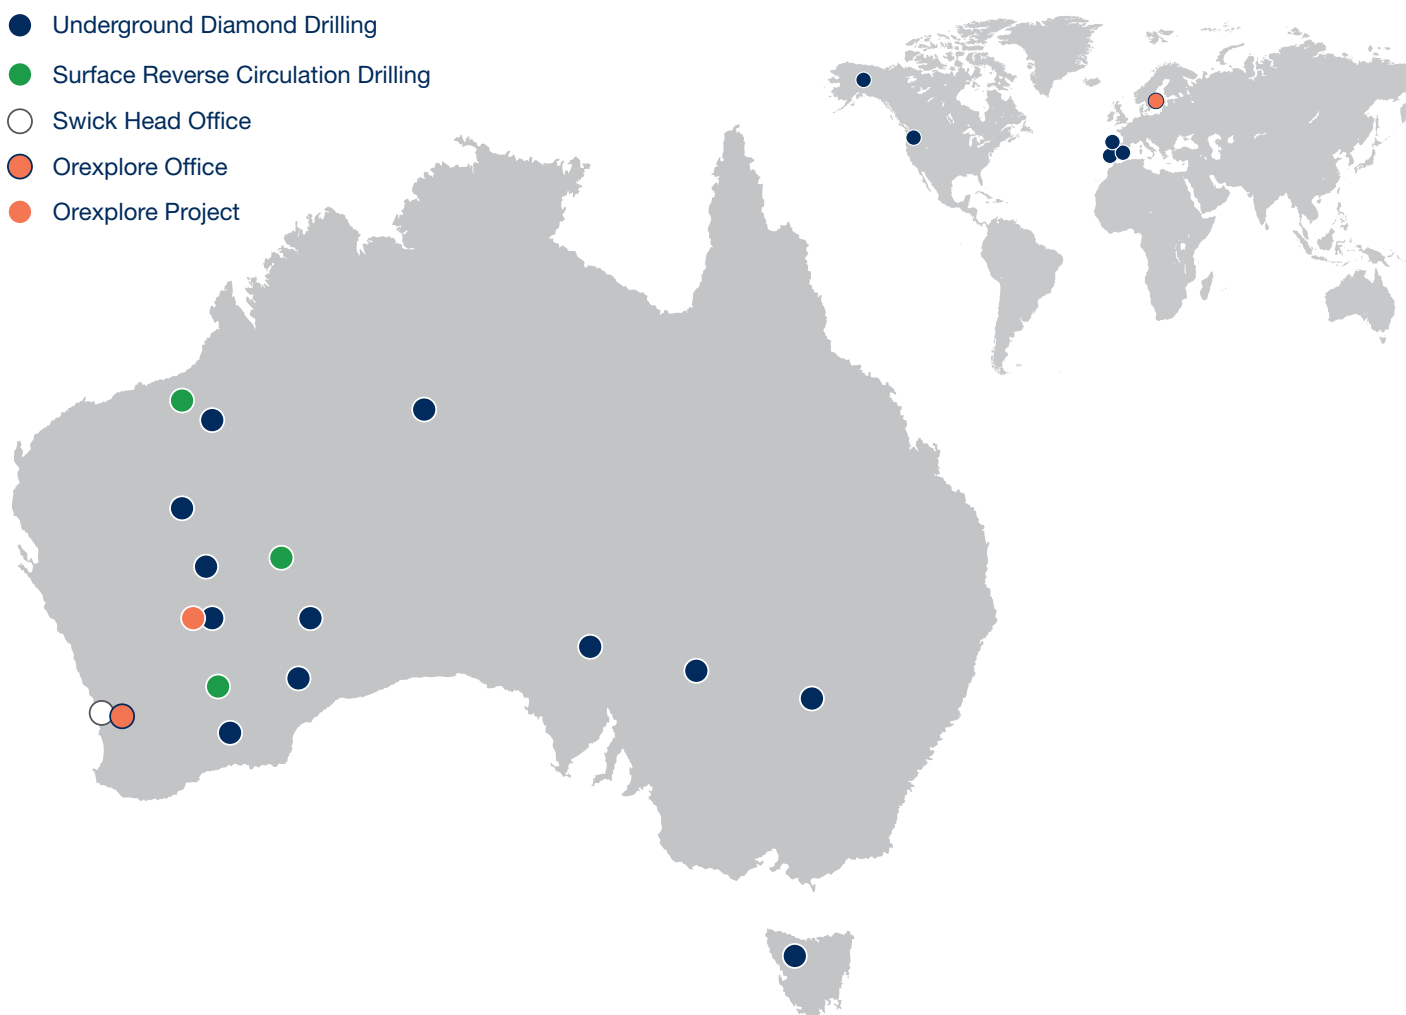 Underground Diamond Drilling
Surface Reverse Circulation Drilling
Swick Head Office
Orexplore Office
Orexplore Project